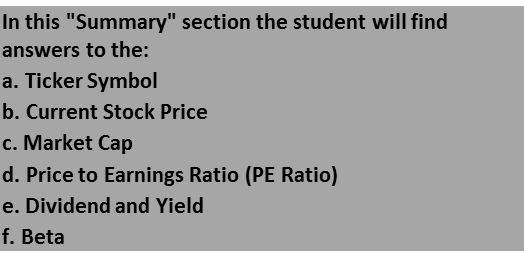 In this "Summary" section the student will find
answers to the:
a. Ticker Symbol
b. Current Stock Price
c. Market Cap
d. Price to Earnings Ratio (PE Ratio)
e. Dividend and Yield
f. Beta